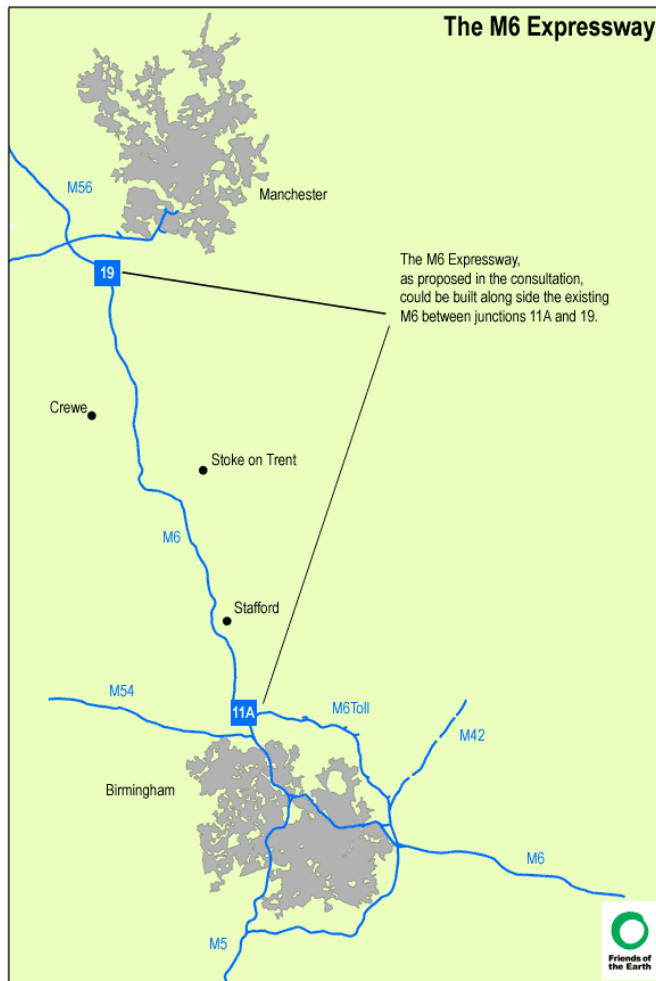 The M6 Expressway
M56
Manchester
19
The M6 Expressway,
as proposed in the consultation,
could be built along side the existing
M6 between junctions 11A and 19.
Crewe
Stoke on Trent
M6
Stafford
M54
11A
M6Toll
M42
Birmingham
M6
M5
Friends of
the Earth